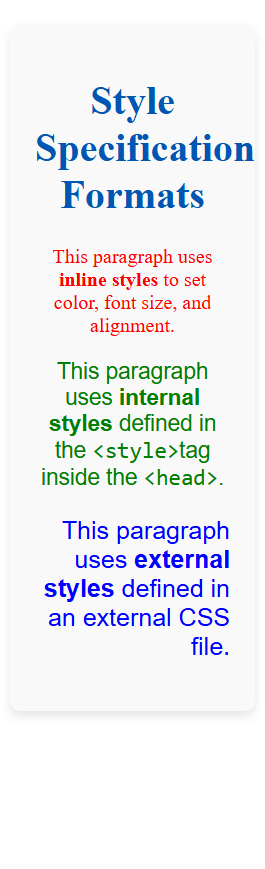 Style
Specification
Formats
This paragraph uses
inline styles to set
color, font size, and
alignment.
This paragraph
uses internal
styles defined in
the <style>tag
inside the <head>.
This paragraph
uses external
styles defined in
an external CSS
file.